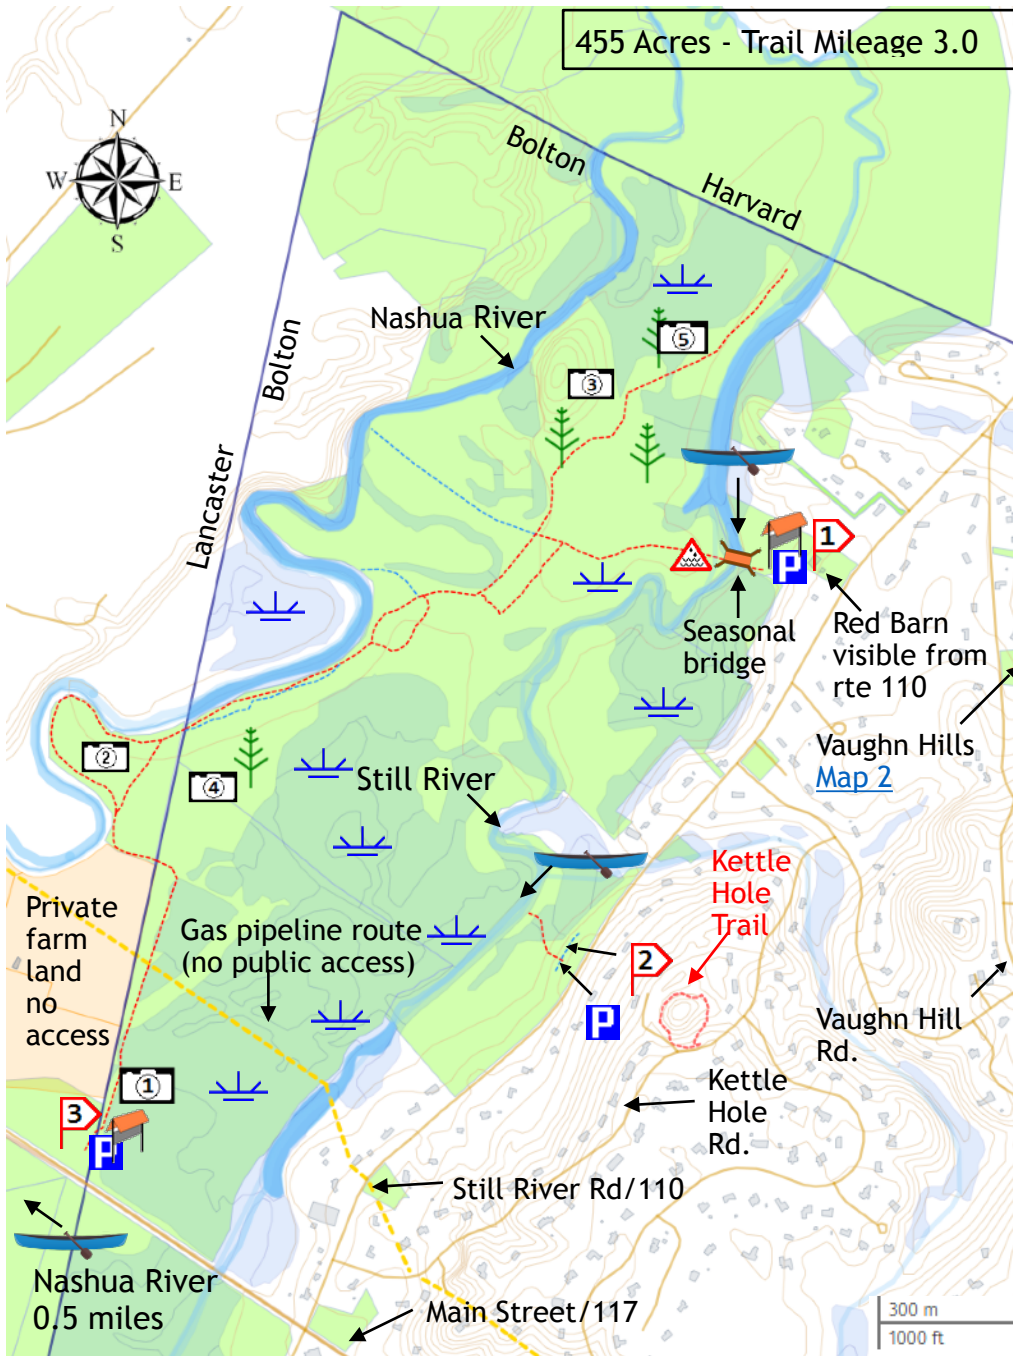 455 Acres - Trail Mileage 3.0
N
W
E
S
Bolton
Harvard
Nashua River
Bolton
Lancaster
5
3
1
P
Seasonal
bridge
Red Barn
visible from
rte 110
Vaughn Hills
Map 2
2
4
Still River
Kettle
Hole
Trail
Private
farm
land
no
access
Gas pipeline route
(no public access)
2
P
Vaughn Hill
Rd.
Kettle
Hole
Rd.
1
3
P
Still River Rd/110
Nashua River
0.5 miles
Main Street/117
300 m
1000 ft